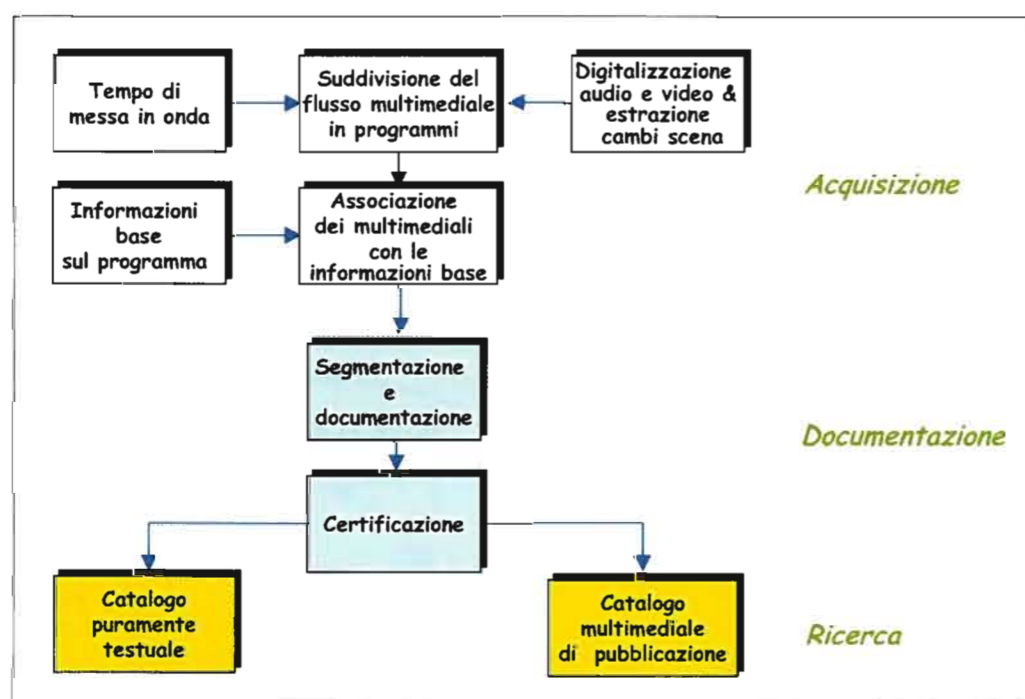 Tempo di
messa in onda
Suddivisione del
flusso multimediale
in programmi
Digitalizzazione
audio e video &
estrazione
cambi scena
Acquisizione
Informazioni
base
sul programma
Associazione
dei multimediali
con le
informazioni base
Segmentazione
e
documentazione
Documentazione
Certificazione
Catalogo
puramente
testuale
Catalogo
multimediale
di pubblicazione
Ricerca